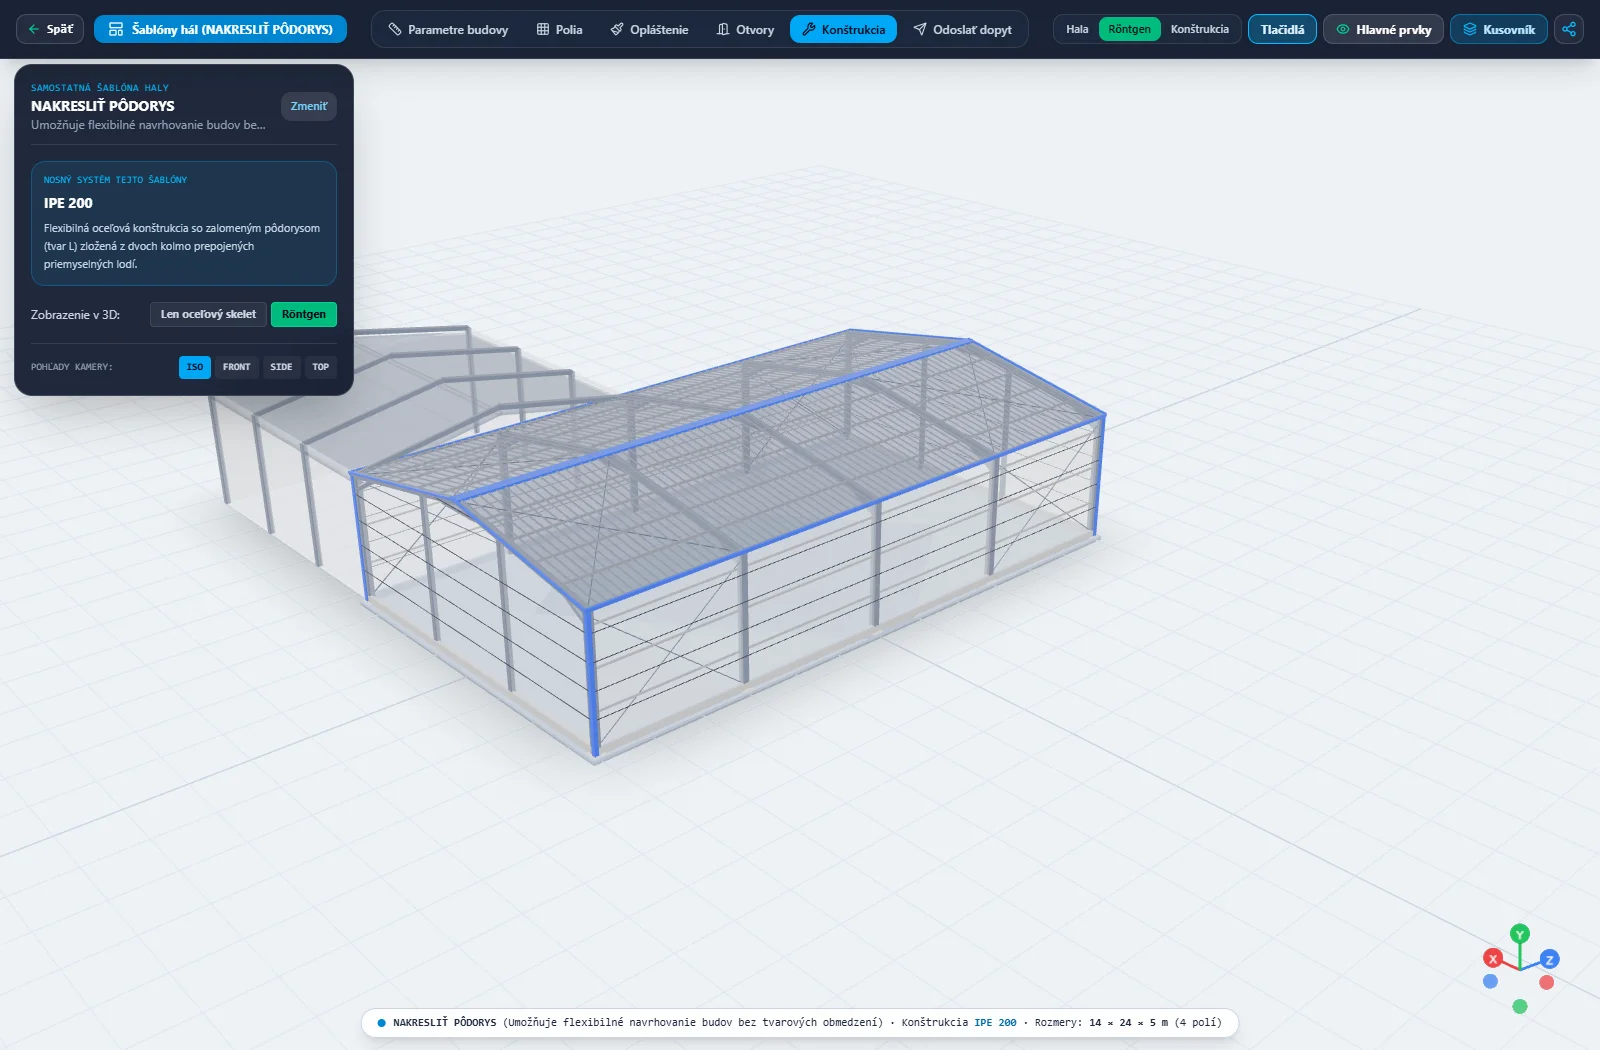 Späť
Šablóny hál (NAKRESLIŤ PÔDORYS)
Parametre budovy
Polia
Opláštenie
Otvory
Konštrukcia
Odoslať dopyt
Hala
Röntgen
Konštrukcia
Tlačidlá
Hlavné prvky
Kusovník
SAMOSTATNÁ ŠABLÓNA HALY
NAKRESLIŤ PÔDORYS
Umožňuje flexibilné navrhovanie budov be...
Zmeniť
NOSNÝ SYSTÉM TEJTO ŠABLÓNY
IPE 200
Flexibilná oceľová konštrukcia so zalomeným pôdorysom
(tvar L) zložená z dvoch kolmo prepojených
priemyselných lodí.
Zobrazenie v 3D:
Len oceľový skelet
Röntgen
POHĽADY KAMERY:
ISO
FRONT
SIDE
TOP
Y
X
Z
NAKRESLIŤ PÔDORYS (Umožňuje flexibilné navrhovanie budov bez tvarových obmedzení) · Konštrukcia IPE 200 · Rozmery: 14 × 24 × 5 m (4 polí)